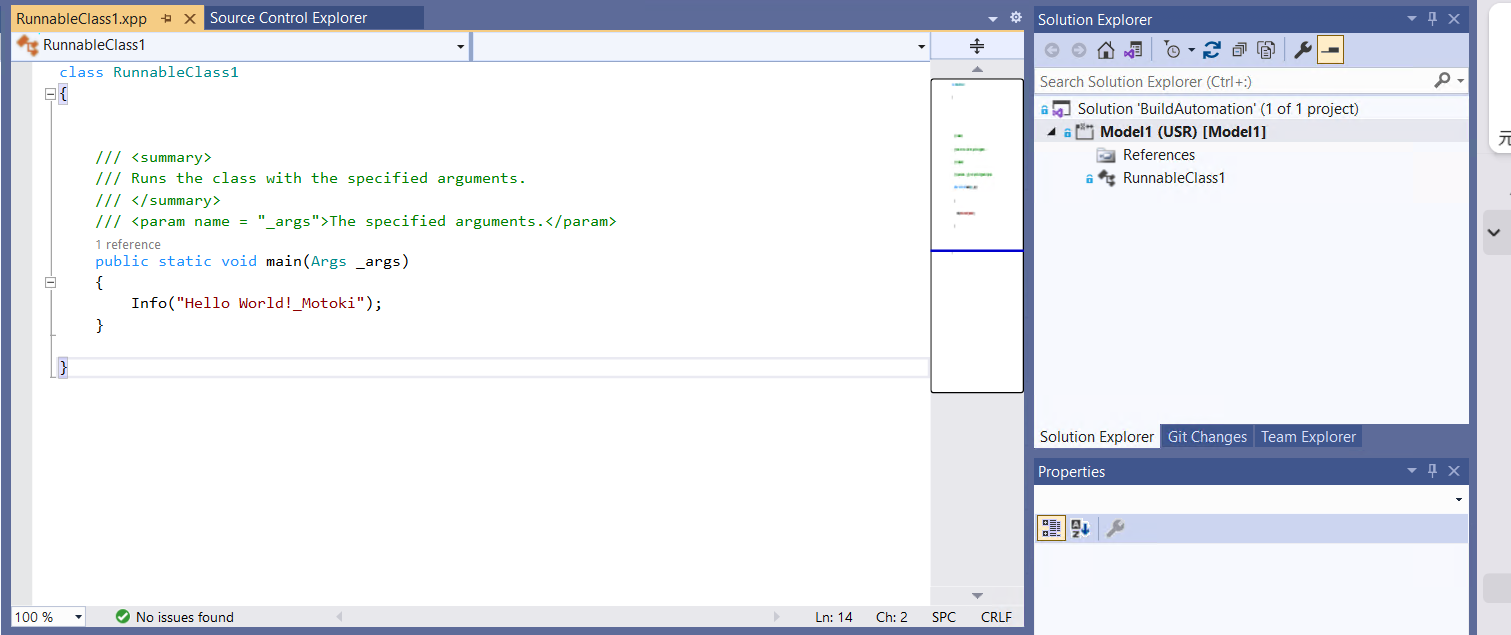 RunnableClass1.xpp
Source Control Explorer
RunnableClass1
class RunnableClass1
{
/// <summary>
/// Runs the class with the specified arguments.
/// </summary>
/// <param name = "_args">The specified arguments.</param>
1 reference
public static void main(Args _args)
{
Info("Hello World!_Motoki");
}
}
100 %
No issues found
Ln: 14
Ch: 2
SPC
CRLF
Solution Explorer
Search Solution Explorer (Ctrl+:)
Solution 'BuildAutomation' (1 of 1 project)
Model1 (USR) [Model1]
References
RunnableClass1
Solution Explorer
Git Changes
Team Explorer
Properties
元